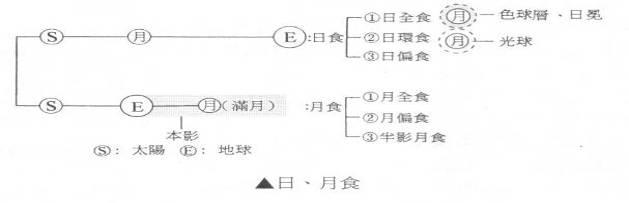 Ⓢ 月 Ⓔ:日食 ①日全食 月 色球層、日冕
②日環食 月 光球
③日偏食
Ⓢ Ⓔ 月(滿月) :月食 ①月全食
②月偏食
③半影月食
本影
Ⓢ: 太陽 Ⓔ: 地球
▲日、月食